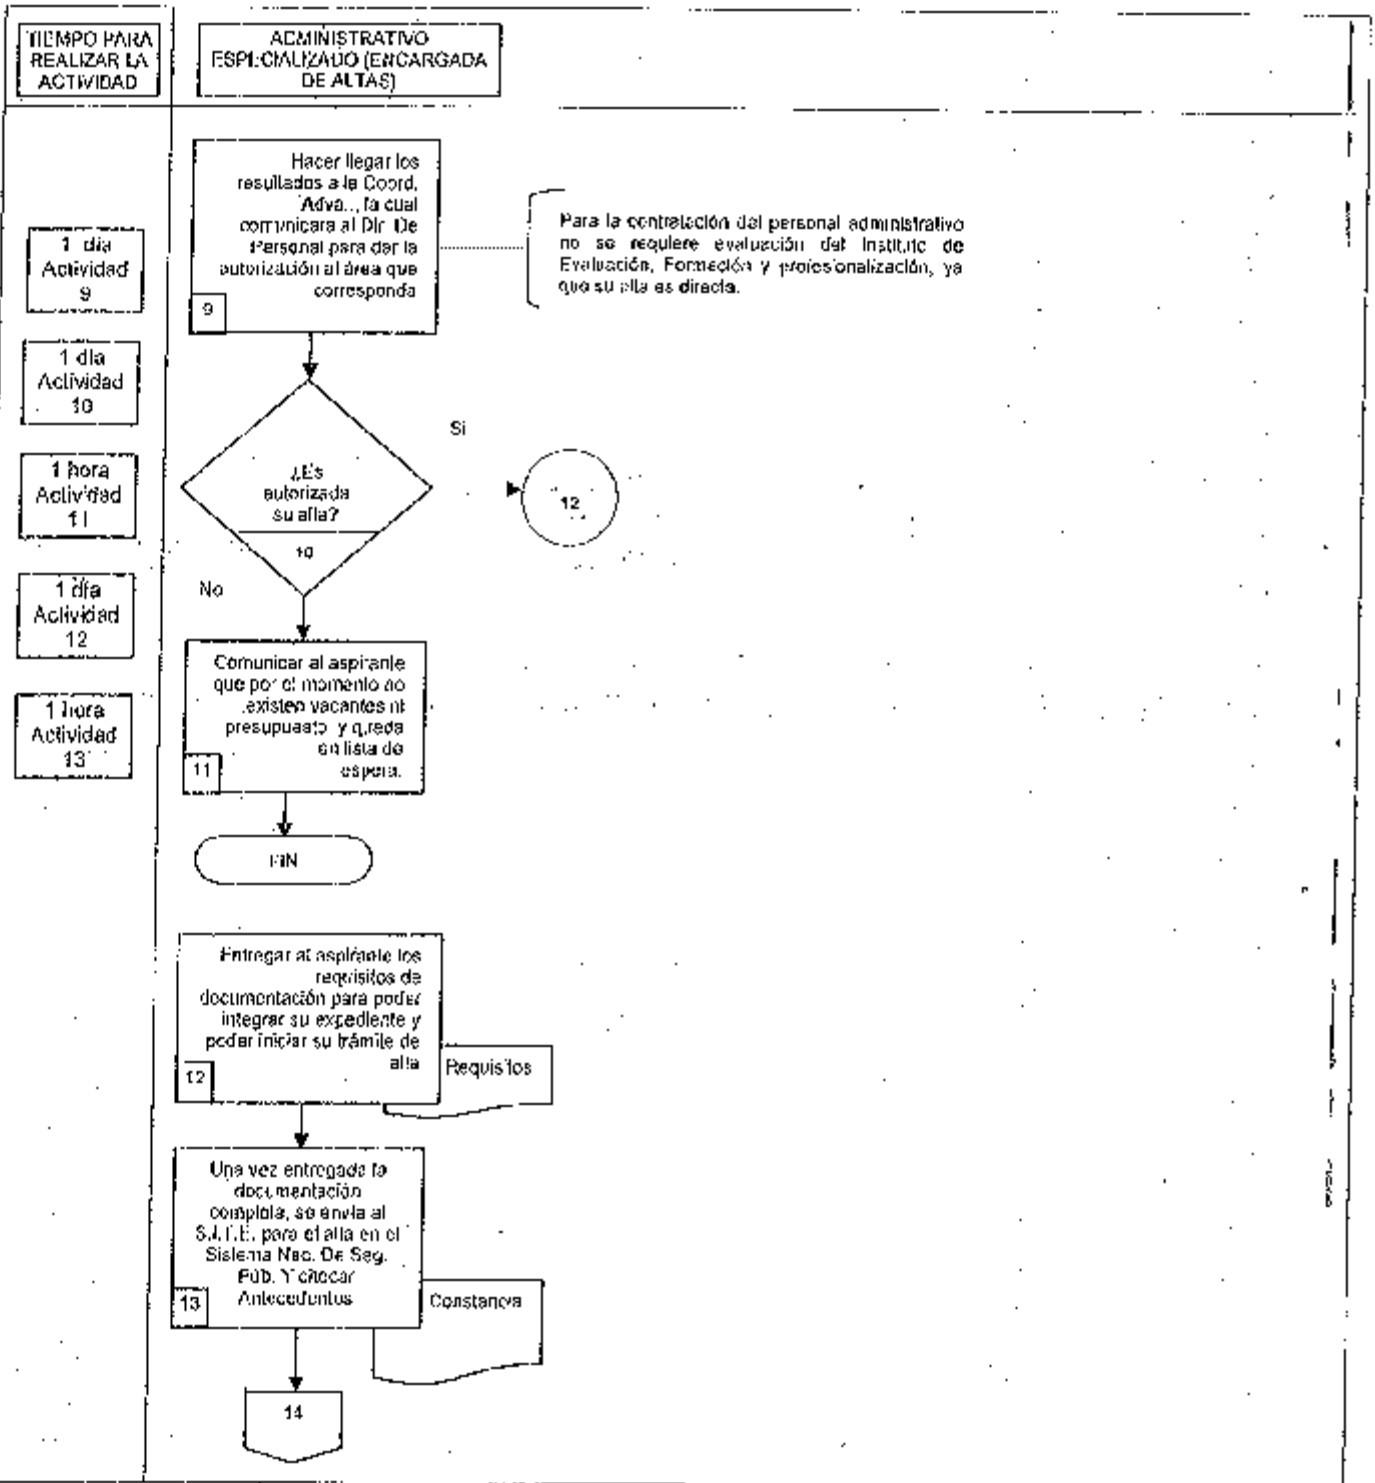 TIEMPO PARA
REALIZAR LA
ACTIVIDAD
ADMINISTRATIVO
ESPECIALIZADO (ENCARGADA
DE ALTAS)
1 día
Actividad
9
1 día
Actividad
10
1 hora
Actividad
11
1 día
Actividad
12
1 hora
Actividad
13
Hacer llegar los
resultados a la Coord.
Adva., la cual
comunicara al Dir. De
Personal para dar la
autorización al área que
corresponda
9
Para la contratación del personal administrativo
no se requiere evaluación del Instituto de
Evaluación, Formación y profesionalización, ya
que su alta es directa.
¿Es
autorizada
su alta?
10
Si
12
No
Comunicar al aspirante
que por el momento no
existen vacantes ni
presupuesto y queda
en lista de
espera.
11
FIN
Entregar al aspirante los
requisitos de
documentación para poder
integrar su expediente y
poder iniciar su trámite de
alta
12
Requisitos
Una vez entregada la
documentación
completa, se envía al
para el alta en el
Sistema Nac. De Seg.
Púb. Y checar
Antecedentes
13
Constancia
14